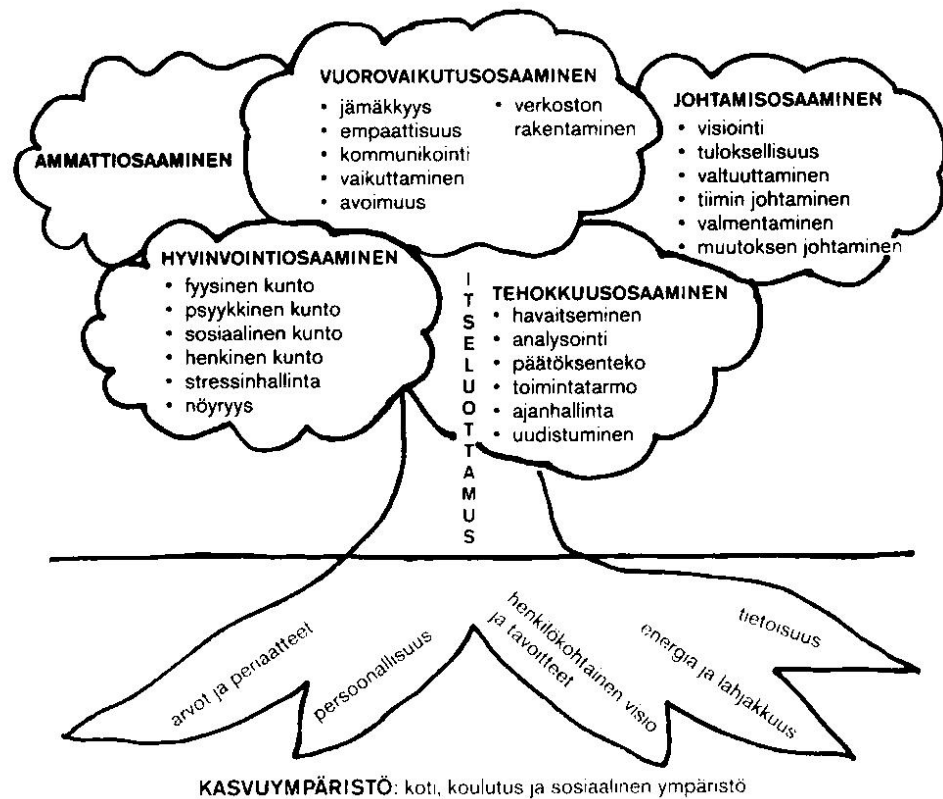 VUOROVAIKUTUSOSAAMINEN
• jämäkkyys
• empaattisuus
• kommunikointi
• vaikuttaminen
• avoimuus
• verkoston
rakentaminen
JOHTAMISOSAAMINEN
• visiointi
• tuloksellisuus
• valtuuttaminen
• tiimin johtaminen
• valmentaminen
• muutoksen johtaminen
AMMATTIOSAAMINEN
HYVINVOINTIOSAAMINEN
• fyysinen kunto
• psyykkinen kunto
• sosiaalinen kunto
• henkinen kunto
• stressinhallinta
• nöyryys
ITSELUOTTAMUS
TEHOKKUUSOSAAMINEN
• havaitseminen
• analysointi
• päätöksenteko
• toimintatarmo
• ajanhallinta
• uudistuminen
arvot ja periaatteet
persoonallisuus
henkilökohtainen visio
ja tavoitteet
energia ja lahjakkuus
tietoisuus
KASVUYMPÄRISTÖ: koti, koulutus ja sosiaalinen ympäristö